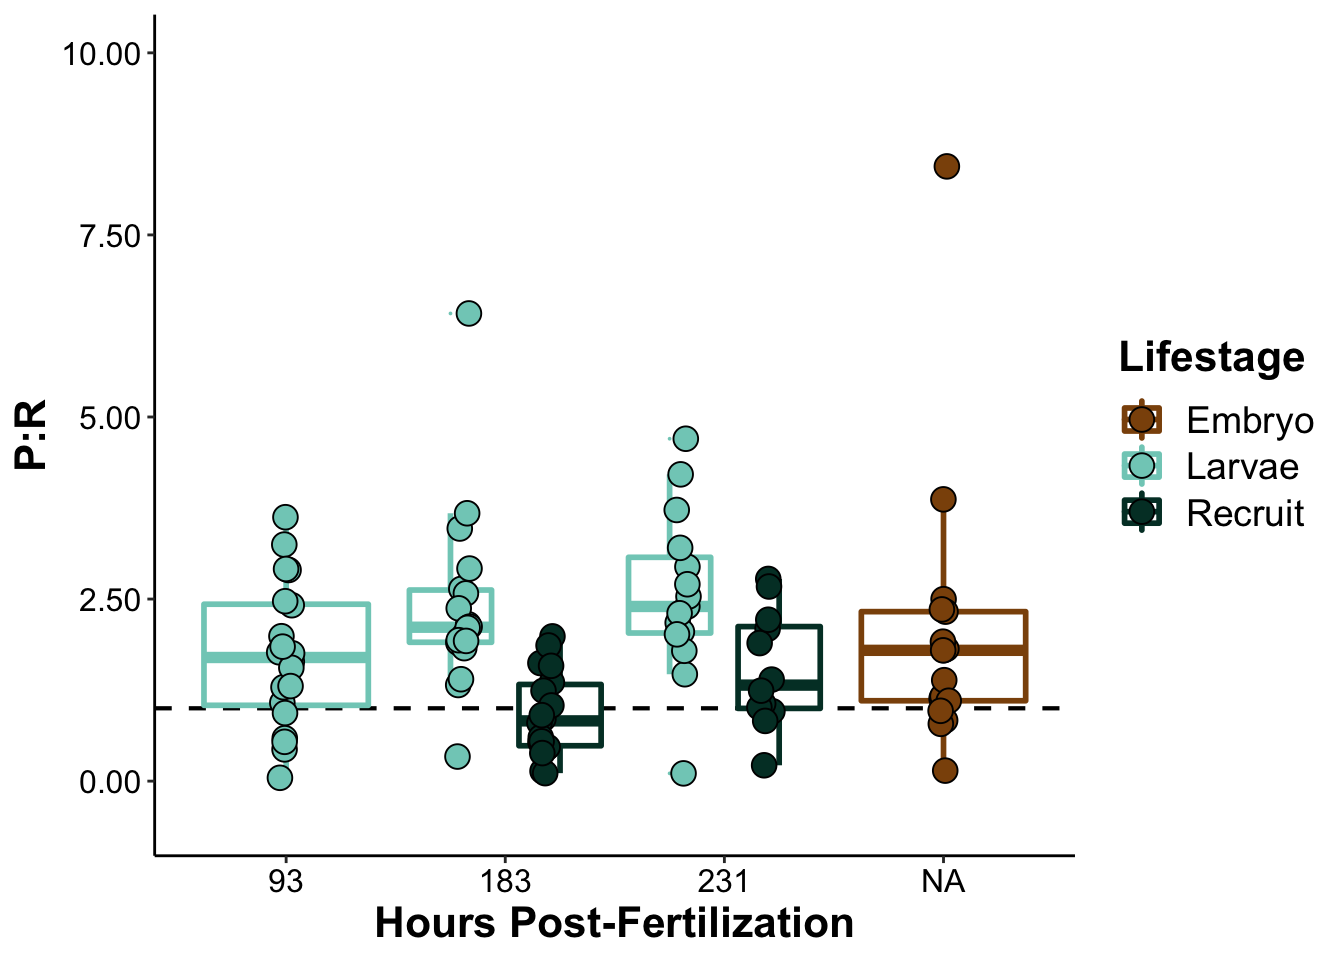 10.00
7.50
5.00
2.50
0.00
P:R
93 183 231 NA
Hours Post-Fertilization
Lifestage
Embryo
Larvae
Recruit